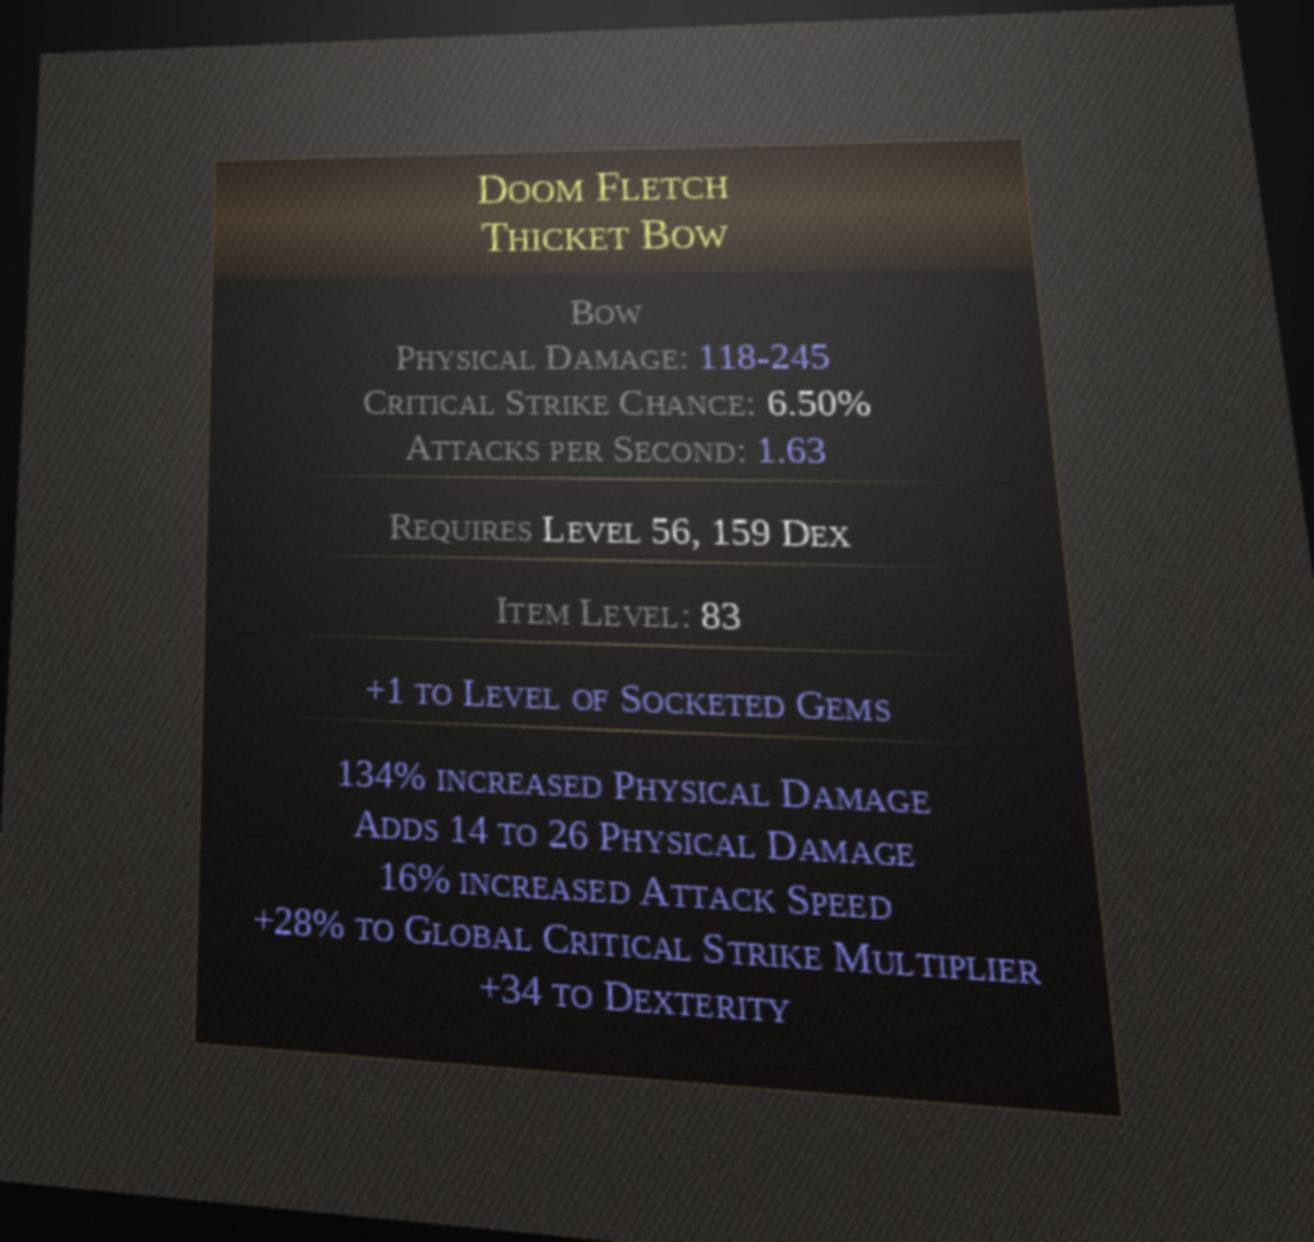 Doom Fletch
Thicket Bow
Bow
Physical Damage: 118-245
Critical Strike Chance: 6.50%
Attacks per Second: 1.63
Requires Level 56, 159 Dex
Item Level: 83
+1 to Level of Socketed Gems
134% increased Physical Damage
Adds 14 to 26 Physical Damage
16% increased Attack Speed
+28% to Global Critical Strike Multiplier
+34 to Dexterity